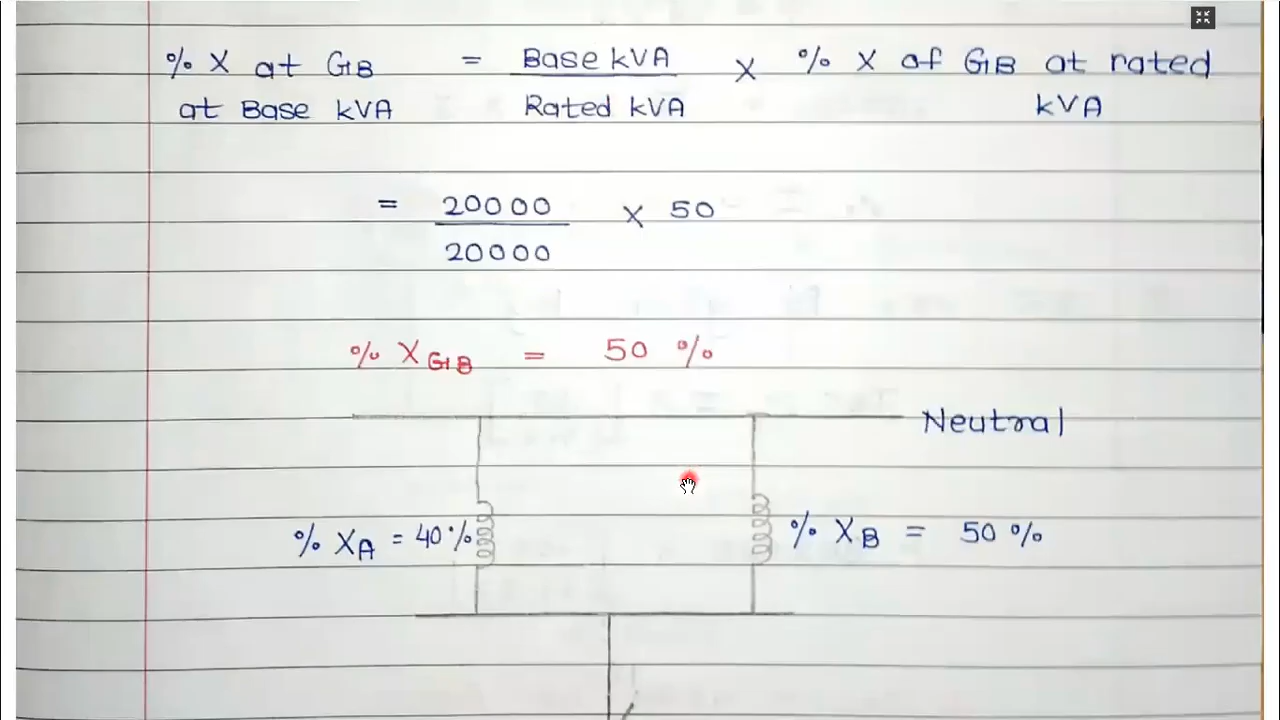 % X at GB = Base kVA × % X of GB at rated
at Base kVA Rated kVA kVA
= 20000 × 50
20000
% XGB = 50 %
Neutral
% XA = 40% % XB = 50 %